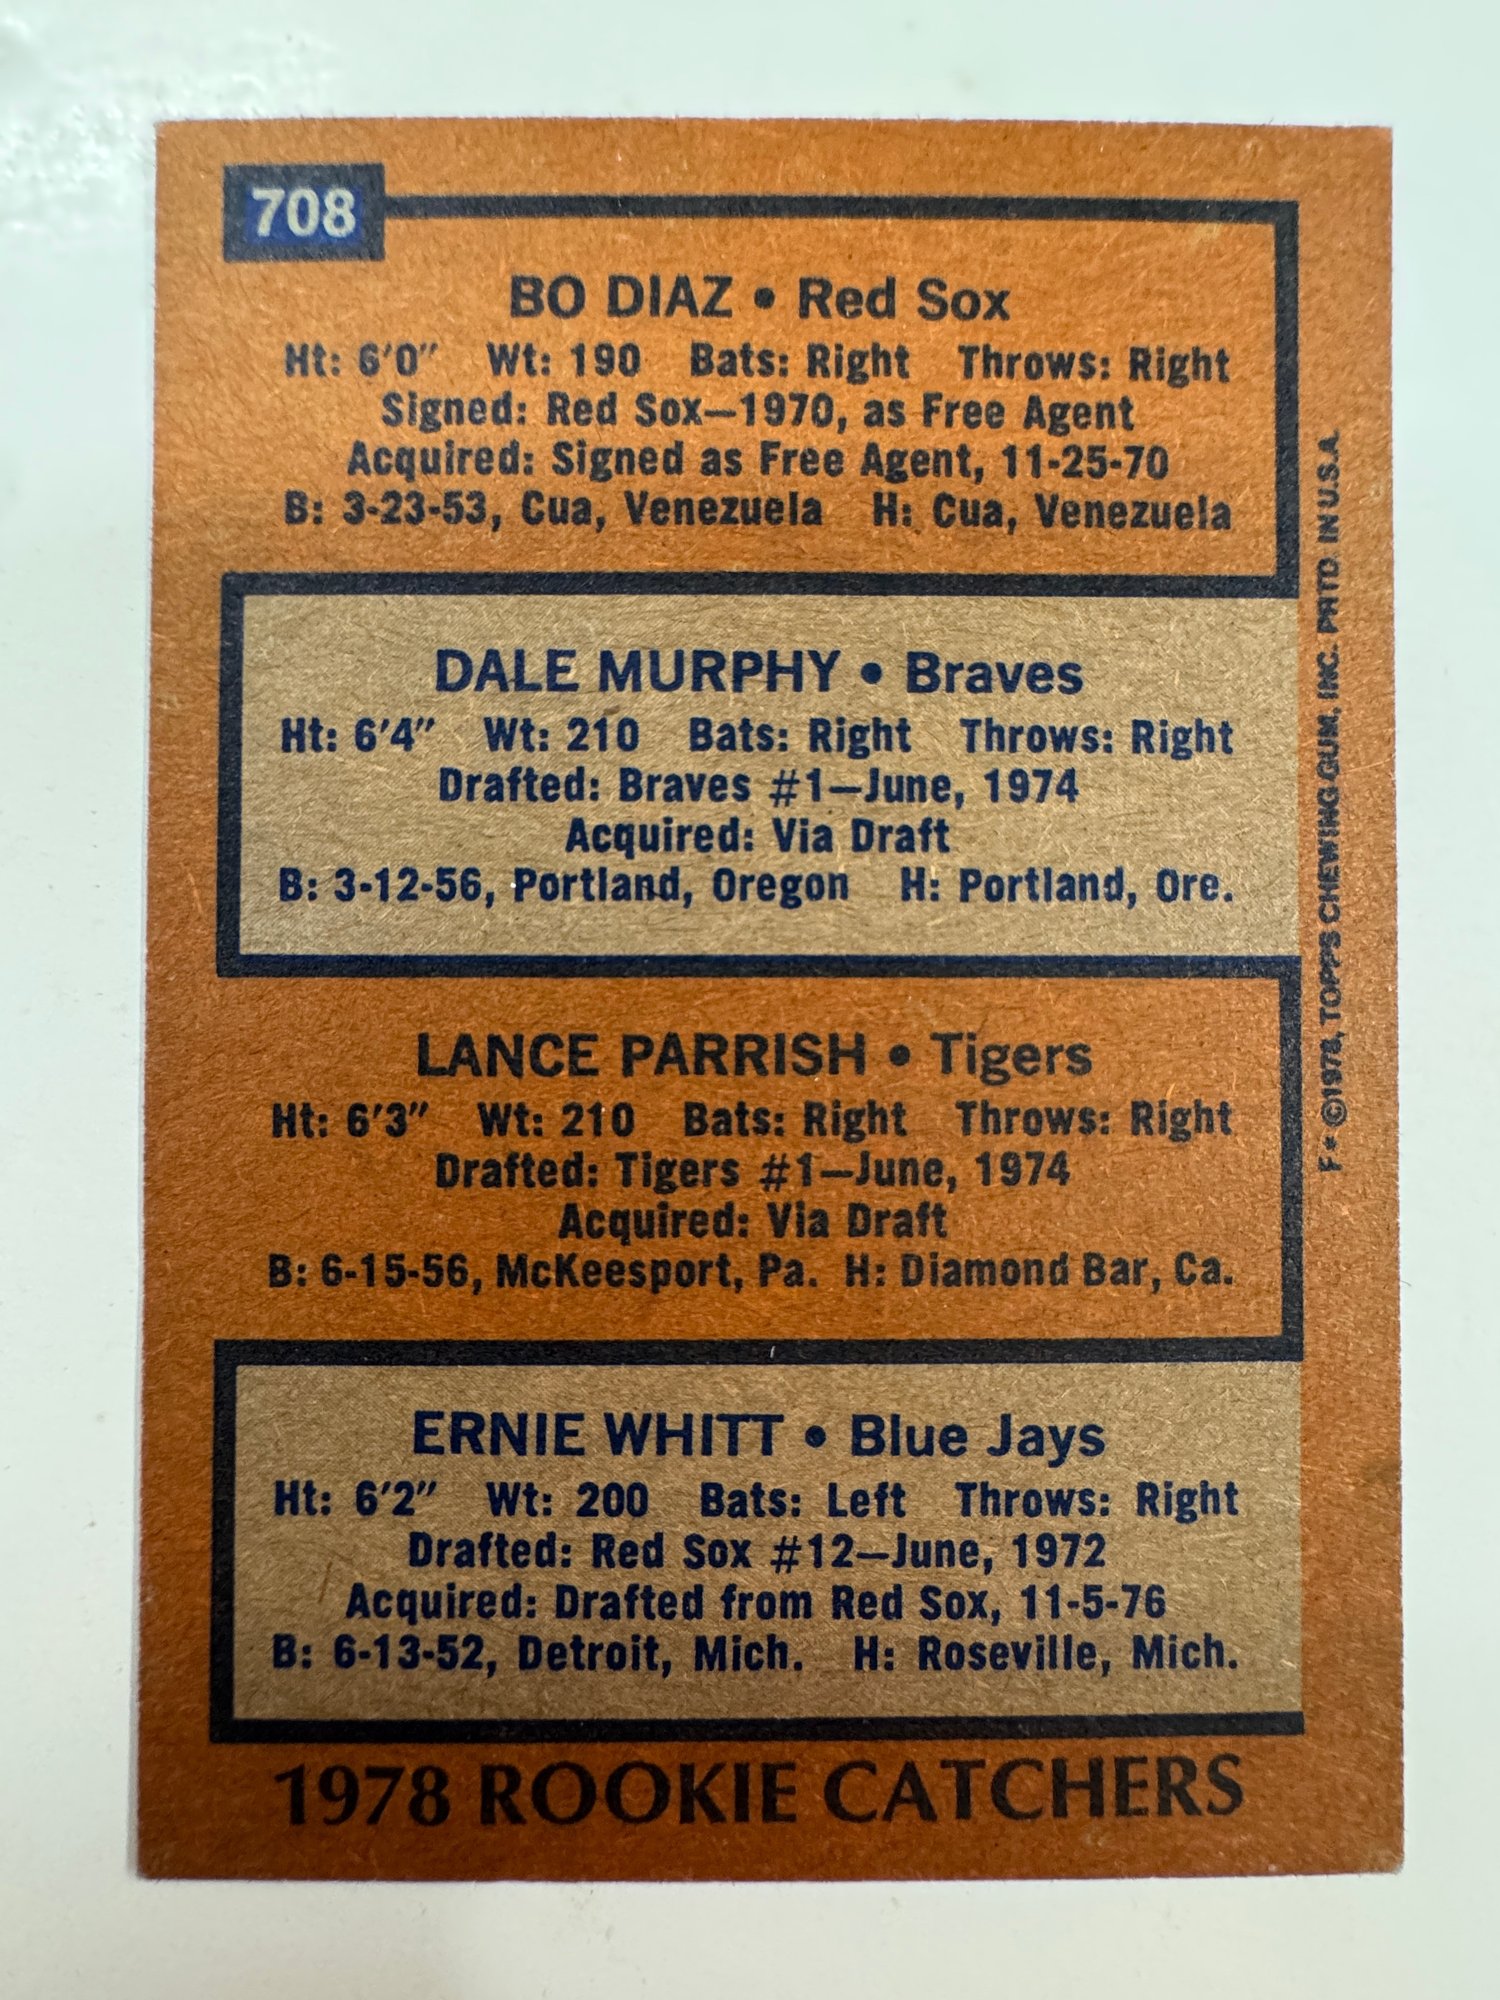 708
BO DIAZ • Red Sox
Ht: 6'0" Wt: 190 Bats: Right Throws: Right
Signed: Red Sox—1970, as Free Agent
Acquired: Signed as Free Agent, 11-25-70
B: 3-23-53, Cua, Venezuela H: Cua, Venezuela
DALE MURPHY • Braves
Ht: 6'4" Wt: 210 Bats: Right Throws: Right
Drafted: Braves #1—June, 1974
Acquired: Via Draft
B: 3-12-56, Portland, Oregon H: Portland, Ore.
LANCE PARRISH • Tigers
Ht: 6'3" Wt: 210 Bats: Right Throws: Right
Drafted: Tigers #1—June, 1974
Acquired: Via Draft
B: 6-15-56, McKeesport, Pa. H: Diamond Bar, Ca.
ERNIE WHITT • Blue Jays
Ht: 6'2" Wt: 200 Bats: Left Throws: Right
Drafted: Red Sox #12—June, 1972
Acquired: Drafted from Red Sox, 11-5-76
B: 6-13-52, Detroit, Mich. H: Roseville, Mich.
1978 ROOKIE CATCHERS
F* ©1978, TOPPS CHEWING GUM, INC. PRTD. IN U.S.A.